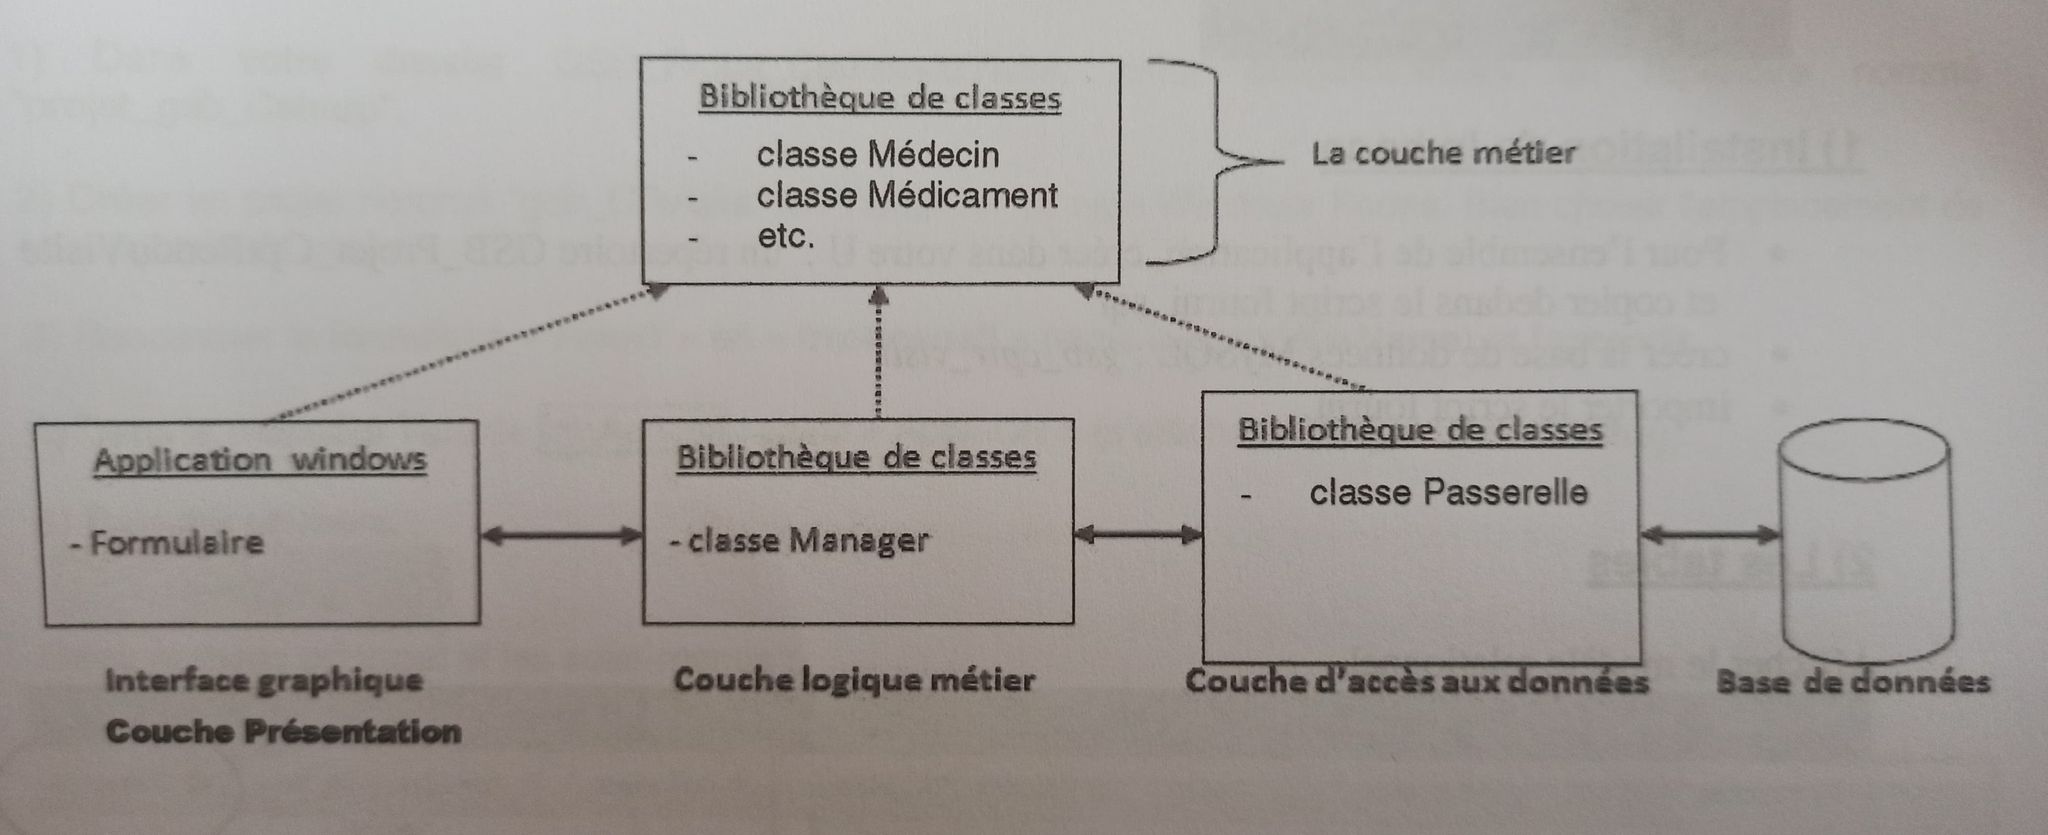 Bibliothèque de classes
- classe Médecin
- classe Médicament
- etc.
La couche métier
Application windows
- Formulaire
Interface graphique
Couche Présentation
Bibliothèque de classes
- classe Manager
Couche logique métier
Bibliothèque de classes
- classe Passerelle
Couche d'accès aux données
Base de données